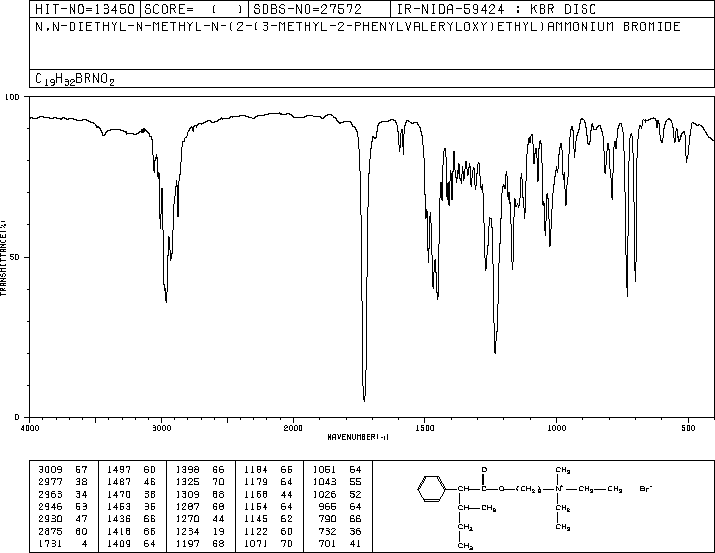 HIT-NO=13450 SCORE= ( ) SDBS-NO=27572 IR-NIDA-59424 : KBR DISC
N,N-DIETHYL-N-METHYL-N-(2-(3-METHYL-2-PHENYLVALERYLOXY)ETHYL)AMMONIUM BROMIDE
C19H32BRNO2
100
50
0
TRANSMITTANCE(%)
4000 3000 2000 1500 1000 500
WAVENUMBER(-1)
3009 57 1497 60 1398 66 1184 66 1061 64
2977 38 1487 46 1325 70 1179 64 1043 55
2963 34 1470 38 1309 68 1168 44 1026 52
2946 53 1453 35 1287 68 1154 64 966 64
2930 47 1436 66 1270 44 1145 62 790 66
2875 60 1418 66 1234 19 1122 60 732 36
1731 4 1409 64 1197 68 1071 70 701 41
O CH3
CH C O (CH2)2 N+ CH2 CH3 Br-
CH CH3 CH2
CH2 CH3
CH3